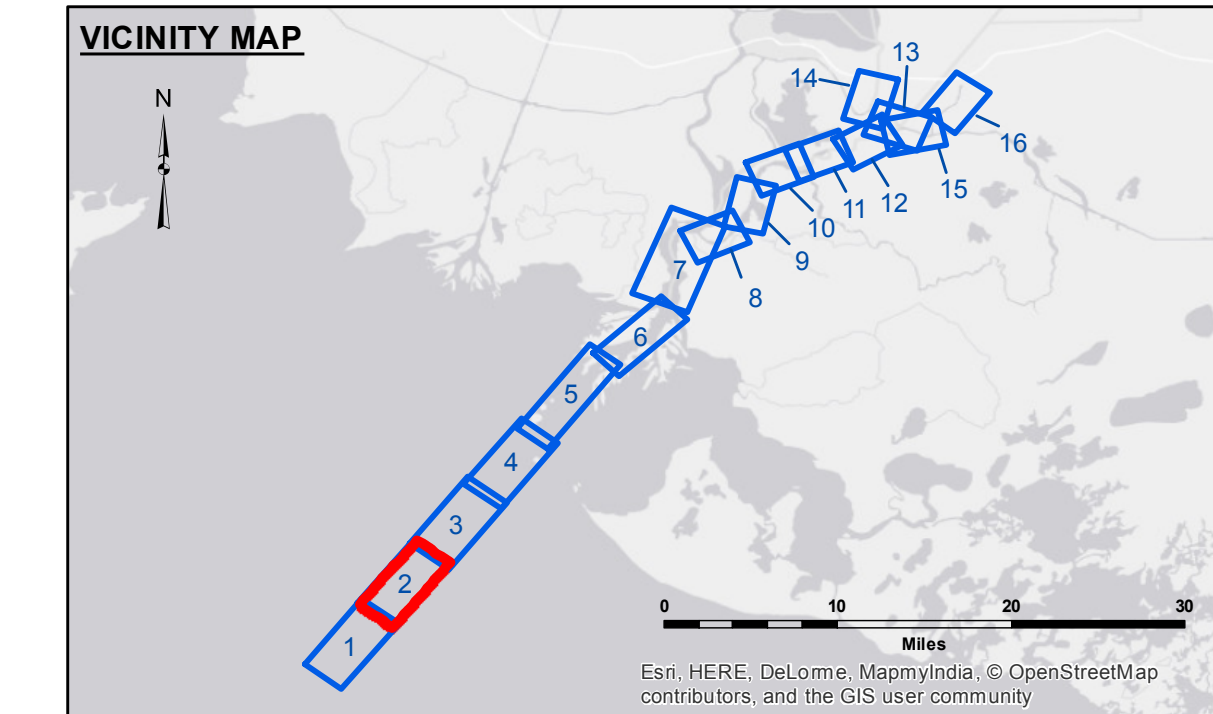 VICINITY MAP
N
13
14
16
15
12
11
10
9
8
7
6
5
4
3
2
1
0 10 20 30
Miles
Esri, HERE, DeLorme, MapmyIndia, © OpenStreetMap
contributors, and the GIS user community